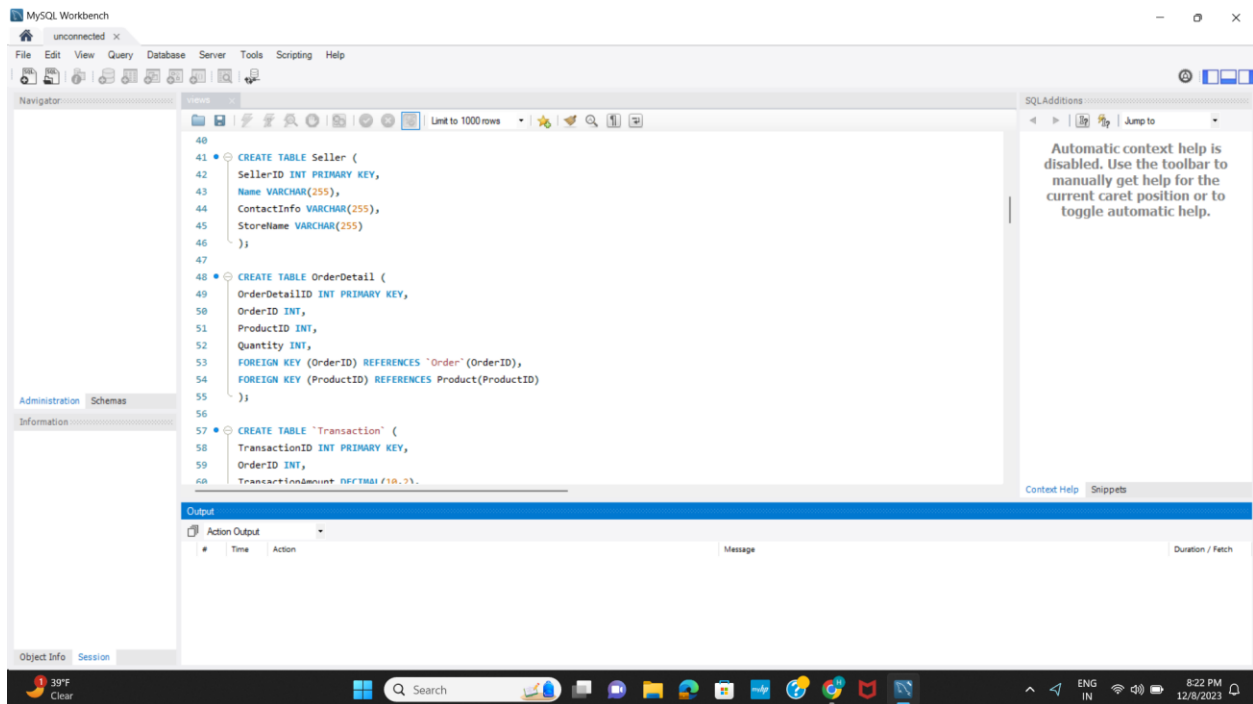 MySQL Workbench
unconnected ×
File Edit View Query Database Server Tools Scripting Help
Navigator
views
SQLAdditions
Limit to 1000 rows
Jump to
Automatic context help is
disabled. Use the toolbar to
manually get help for the
current caret position or to
toggle automatic help.
40
41 CREATE TABLE Seller (
42 SellerID INT PRIMARY KEY,
43 Name VARCHAR(255),
44 ContactInfo VARCHAR(255),
45 StoreName VARCHAR(255)
46 );
47
48 CREATE TABLE OrderDetail (
49 OrderDetailID INT PRIMARY KEY,
50 OrderID INT,
51 ProductID INT,
52 Quantity INT,
53 FOREIGN KEY (OrderID) REFERENCES `Order`(OrderID),
54 FOREIGN KEY (ProductID) REFERENCES Product(ProductID)
55 );
56
57 CREATE TABLE `Transaction` (
58 TransactionID INT PRIMARY KEY,
59 OrderID INT,
60 TransactionAmount DECIMAL(10,2),
Administration Schemas
Information
Context Help Snippets
Output
Action Output
# Time Action Message Duration / Fetch
Object Info Session
1
39°F
Clear
Search
ENG
IN
8:22 PM
12/8/2023